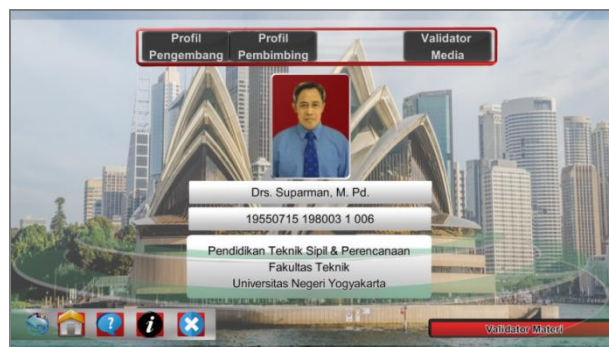 Profil
Pengembang
Profil
Pembimbing
Validator
Media
Drs. Suparman, M. Pd.
19550715 198003 1 006
Pendidikan Teknik Sipil & Perencanaan
Fakultas Teknik
Universitas Negeri Yogyakarta
?
i
Validator Materi